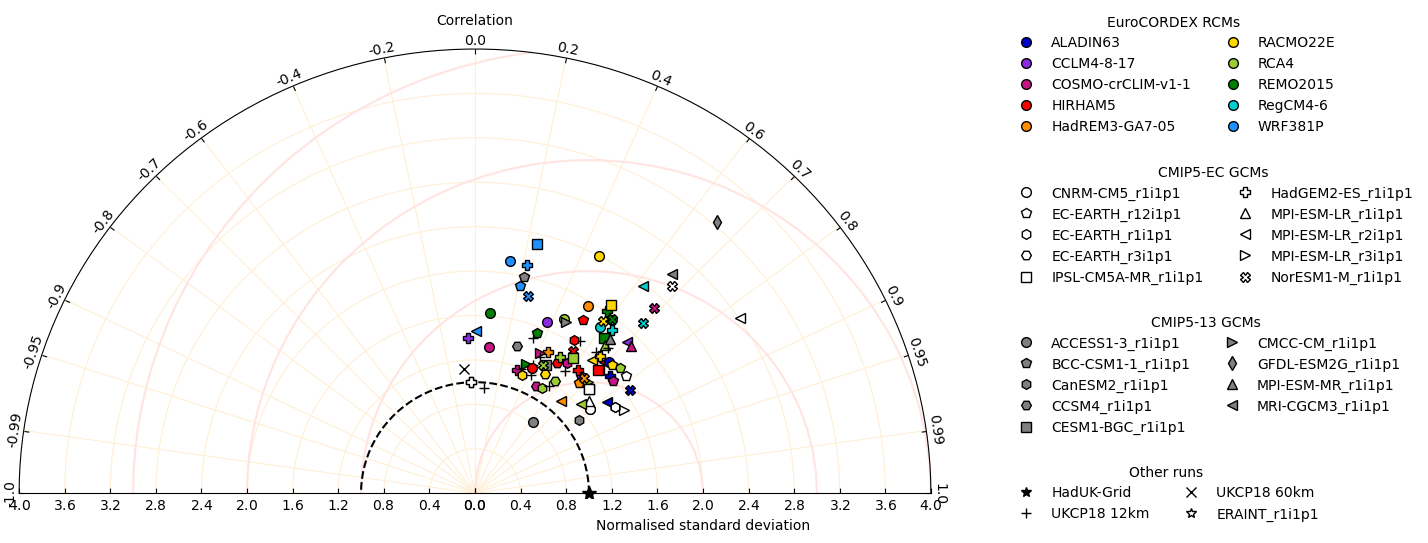 Correlation
0.0
-0.2 0.2
-0.4 0.4
-0.6 0.6
-0.7 0.7
-0.8 0.8
-0.9 0.9
-0.95 0.95
-0.99 0.99
1.0 1.0
4.0 3.6 3.2 2.8 2.4 2.0 1.6 1.2 0.8 0.4 0.0 0.0 0.4 0.8 1.2 1.6 2.0 2.4 2.8 3.2 3.6 4.0
Normalised standard deviation
EuroCORDEX RCMs
ALADIN63 RACMO22E
CCLM4-8-17 RCA4
COSMO-crCLIM-v1-1 REMO2015
HIRHAM5 RegCM4-6
HadREM3-GA7-05 WRF381P
CMIP5-EC GCMs
CNRM-CM5_r1i1p1 HadGEM2-ES_r1i1p1
EC-EARTH_r12i1p1 MPI-ESM-LR_r1i1p1
EC-EARTH_r1i1p1 MPI-ESM-LR_r2i1p1
EC-EARTH_r3i1p1 MPI-ESM-LR_r3i1p1
IPSL-CM5A-MR_r1i1p1 NorESM1-M_r1i1p1
CMIP5-13 GCMs
ACCESS1-3_r1i1p1 CMCC-CM_r1i1p1
BCC-CSM1-1_r1i1p1 GFDL-ESM2G_r1i1p1
CanESM2_r1i1p1 MPI-ESM-MR_r1i1p1
CCSM4_r1i1p1 MRI-CGCM3_r1i1p1
CESM1-BGC_r1i1p1
Other runs
HadUK-Grid UKCP18 60km
UKCP18 12km ERAINT_r1i1p1